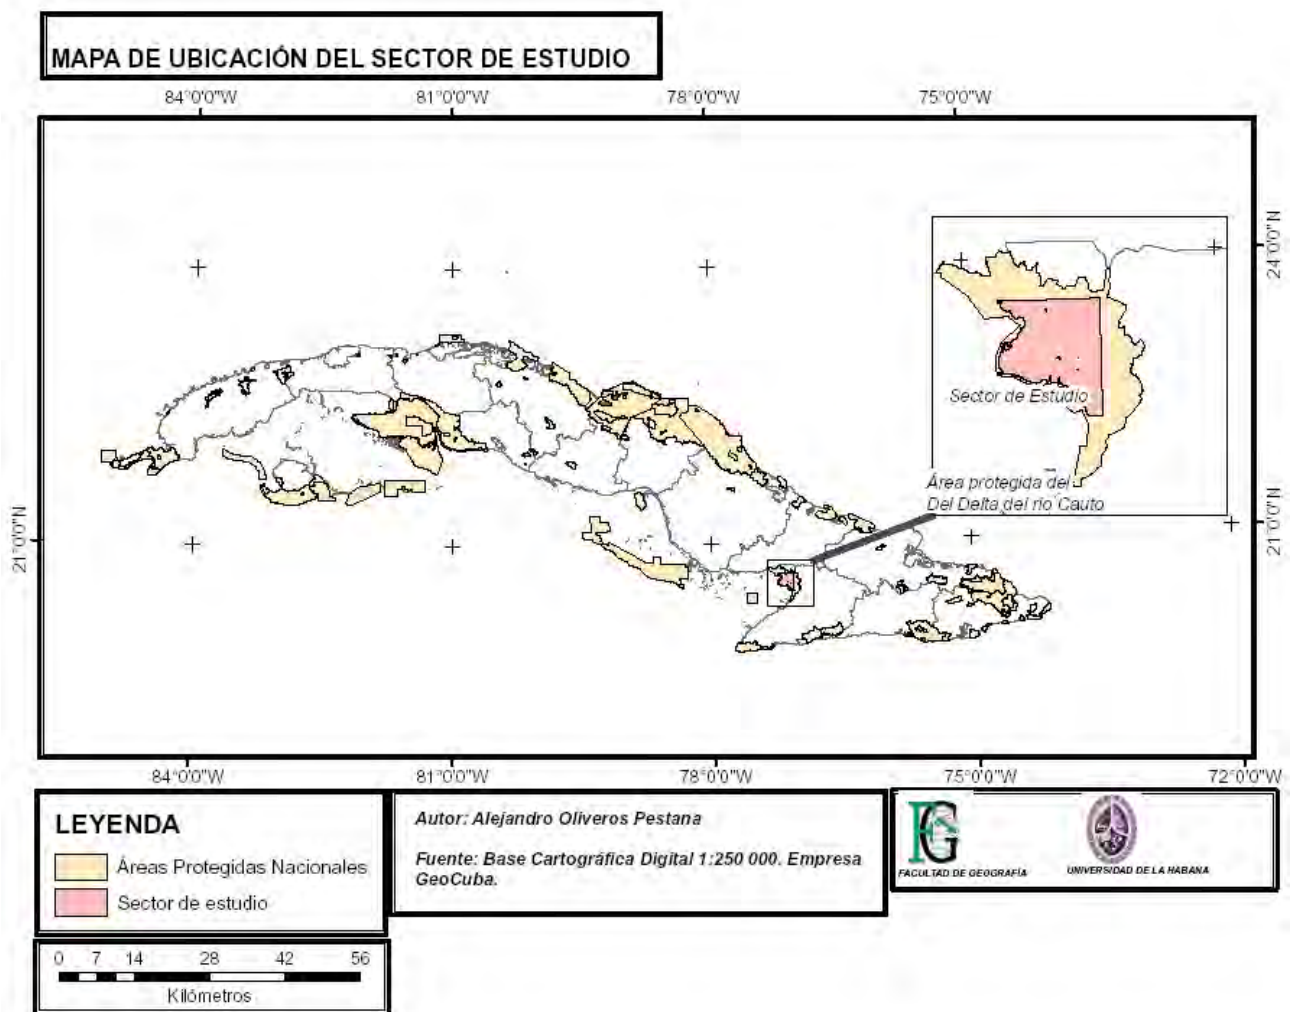 MAPA DE UBICACIÓN DEL SECTOR DE ESTUDIO
84°0'0"W 81°0'0"W 78°0'0"W 75°0'0"W
24°0'0"N
Sector de Estudio
Área protegida del
Del Delta del río Cauto
21°0'0"N
21°0'0"N
84°0'0"W 81°0'0"W 78°0'0"W 75°0'0"W 72°0'0"W
LEYENDA
Áreas Protegidas Nacionales
Sector de estudio
0 7 14 28 42 56
Kilómetros
Autor: Alejandro Oliveros Pestana
Fuente: Base Cartográfica Digital 1:250 000. Empresa
GeoCuba.
FG
FACULTAD DE GEOGRAFÍA
UNIVERSIDAD DE LA HABANA